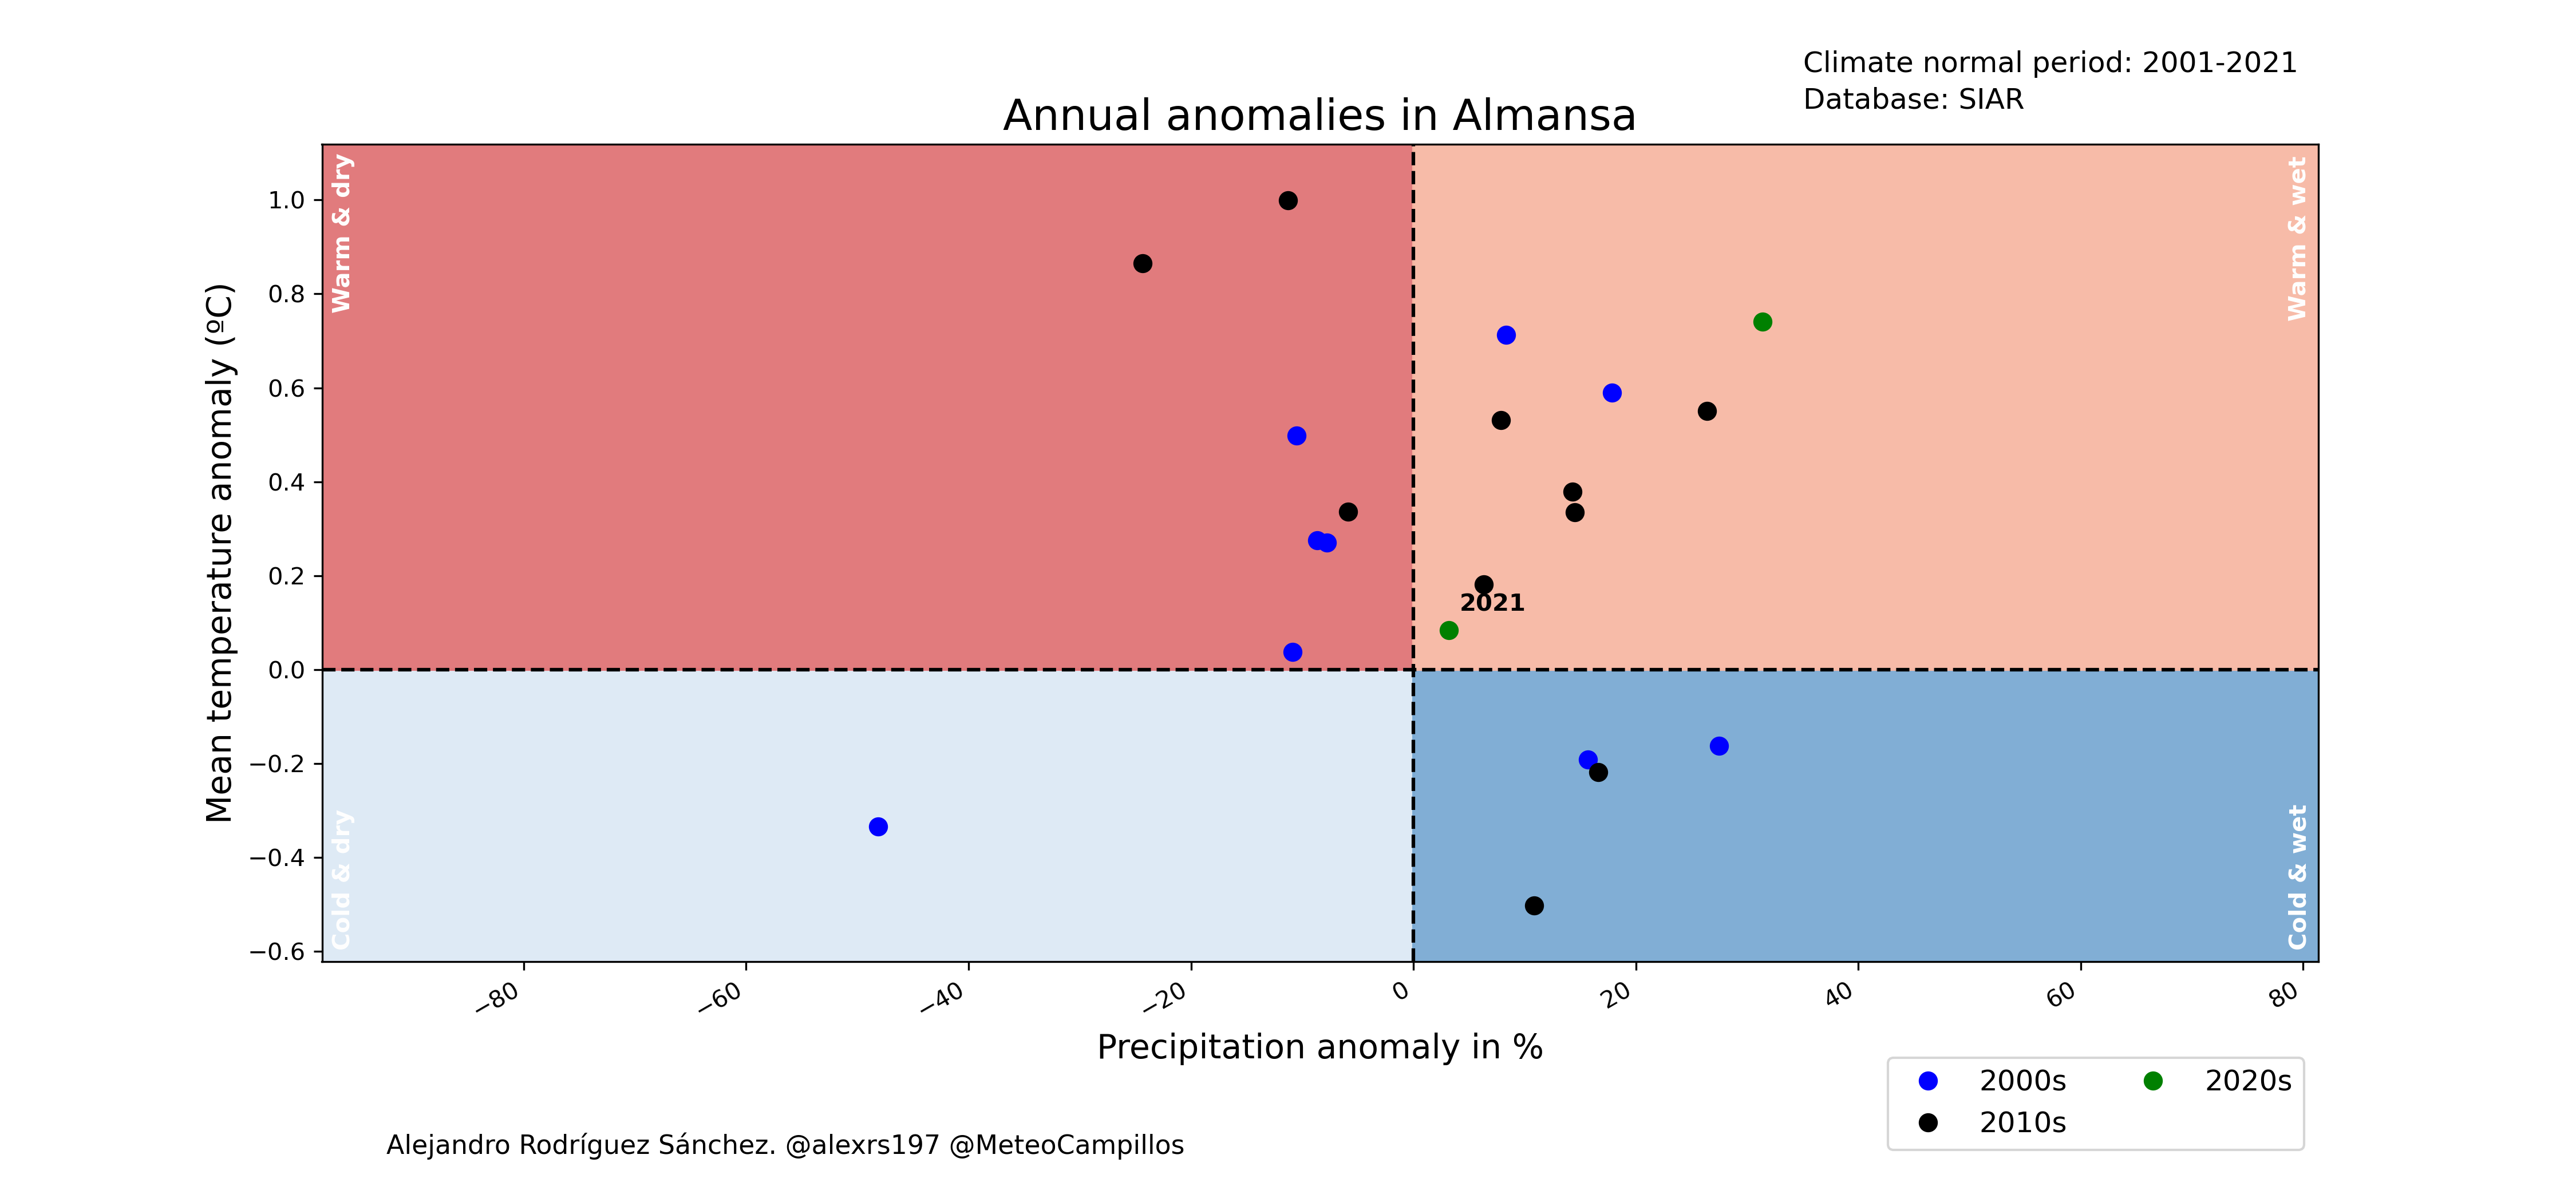 Climate normal period: 2001-2021
Database: SIAR
Annual anomalies in Almansa
Warm & dry
Warm & wet
Mean temperature anomaly (ºC)
1.0
0.8
0.6
0.4
0.2
0.0
−0.2
−0.4
−0.6
2021
Cold & dry
Cold & wet
−80
−60
−40
−20
0
20
40
60
80
Precipitation anomaly in %
2000s
2010s
2020s
Alejandro Rodríguez Sánchez. @alexrs197 @MeteoCampillos